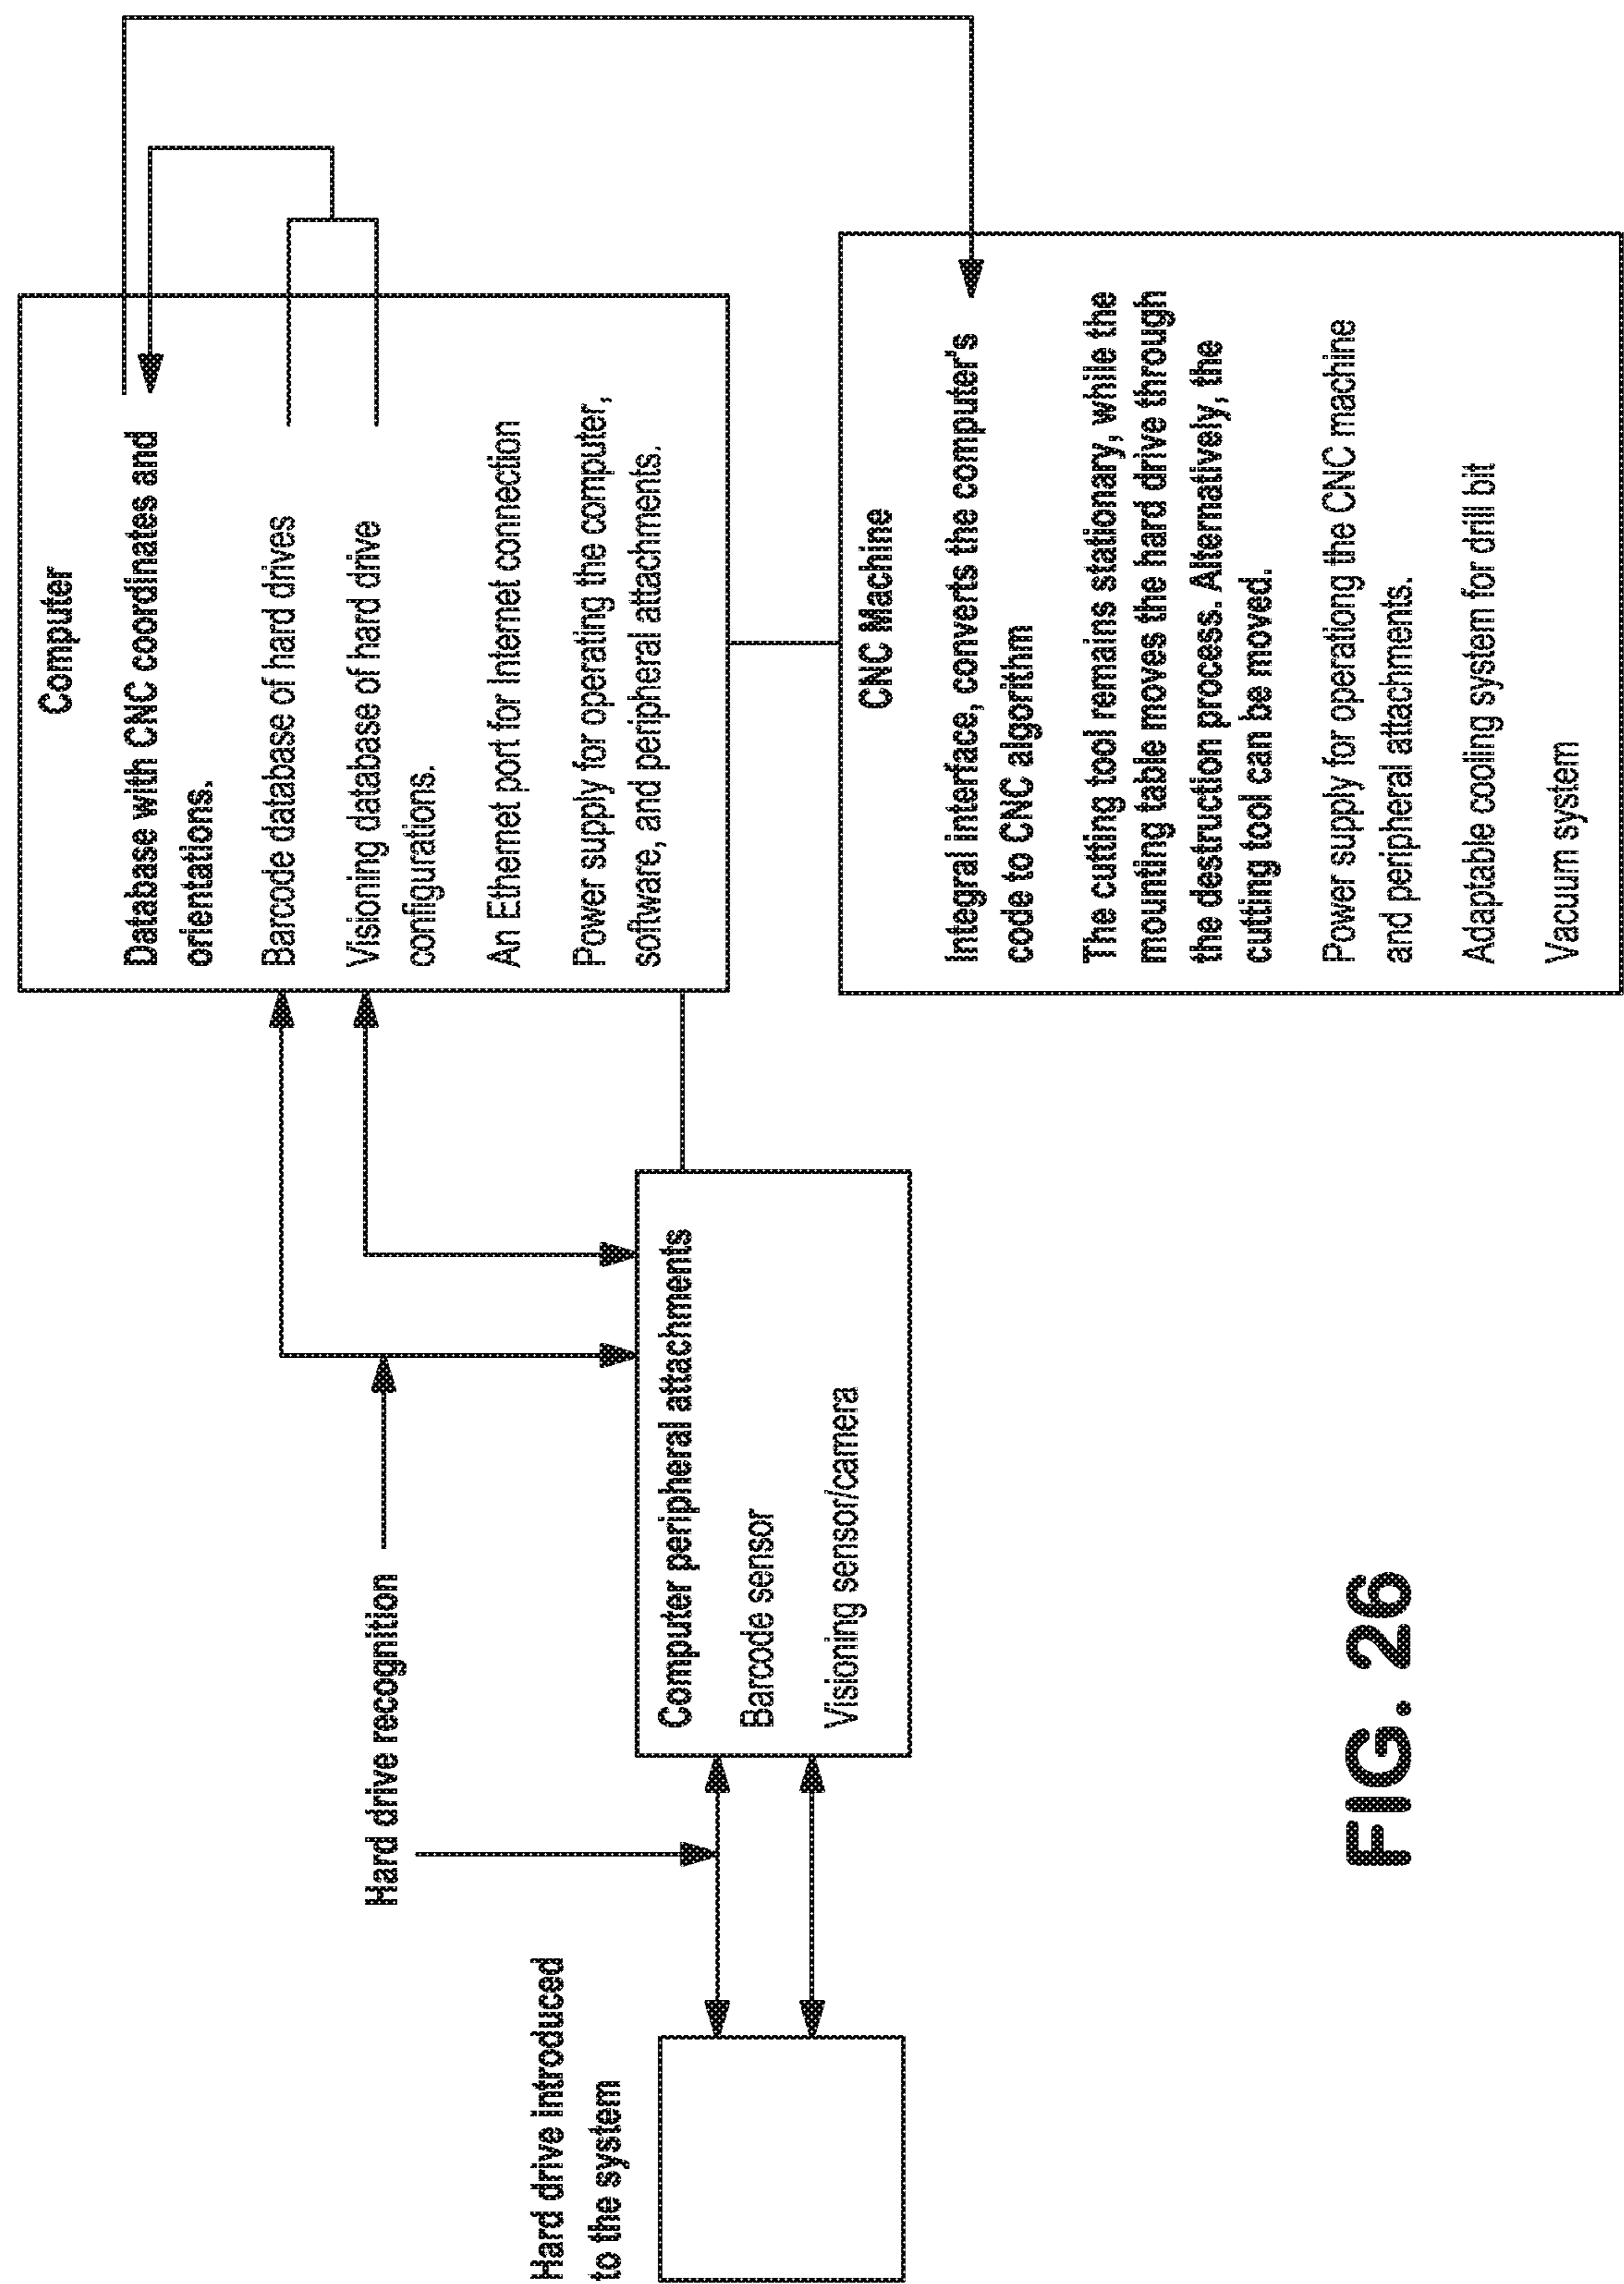 Hard drive introduced
to the system
Hard drive recognition
Computer peripheral attachments
Barcode sensor
Visioning sensor/camera
Computer
Database with CNC coordinates and
orientations.
Barcode database of hard drives
Visioning database of hard drive
configurations.
An Ethernet port for Internet connection
Power supply for operating the computer,
software, and peripheral attachments.
CNC Machine
Integral interface, converts the computer's
code to CNC algorithm
The cutting tool remains stationary, while the
mounting table moves the hard drive through
the destruction process. Alternatively, the
cutting tool can be moved.
Power supply for operationg the CNC machine
and peripheral attachments.
Adaptable cooling system for drill bit
Vacuum system
FIG. 26